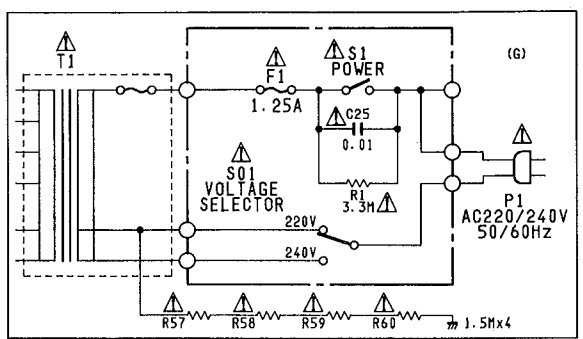 T1
F1
1.25A
S1
POWER
(G)
C25
0.01
S01
VOLTAGE
SELECTOR
R1
3.3M
P1
AC220/240V
50/60Hz
220V
240V
R57
R58
R59
R60
1.5Mx4